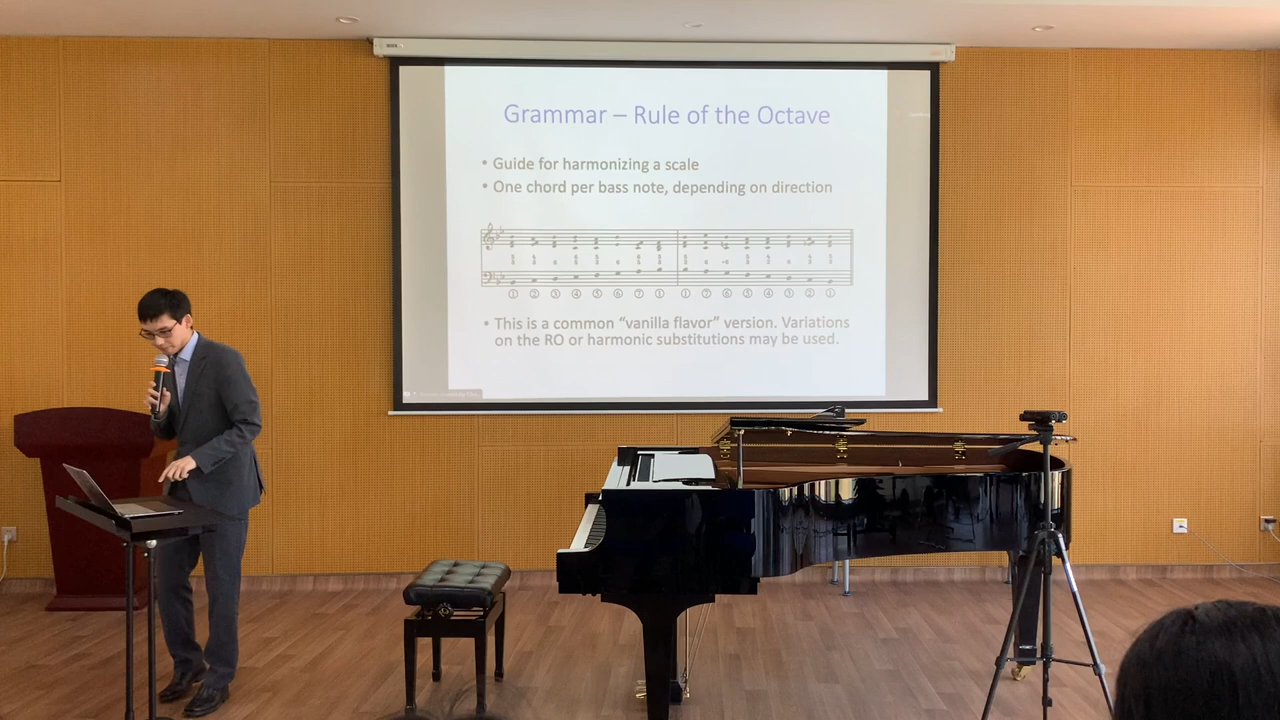 Grammar – Rule of the Octave
• Guide for harmonizing a scale
• One chord per bass note, depending on direction
① ② ③ ④ ⑤ ⑥ ⑦ ① ① ⑦ ⑥ ⑤ ④ ③ ② ①
• This is a common “vanilla flavor” version. Variations
on the RO or harmonic substitutions may be used.